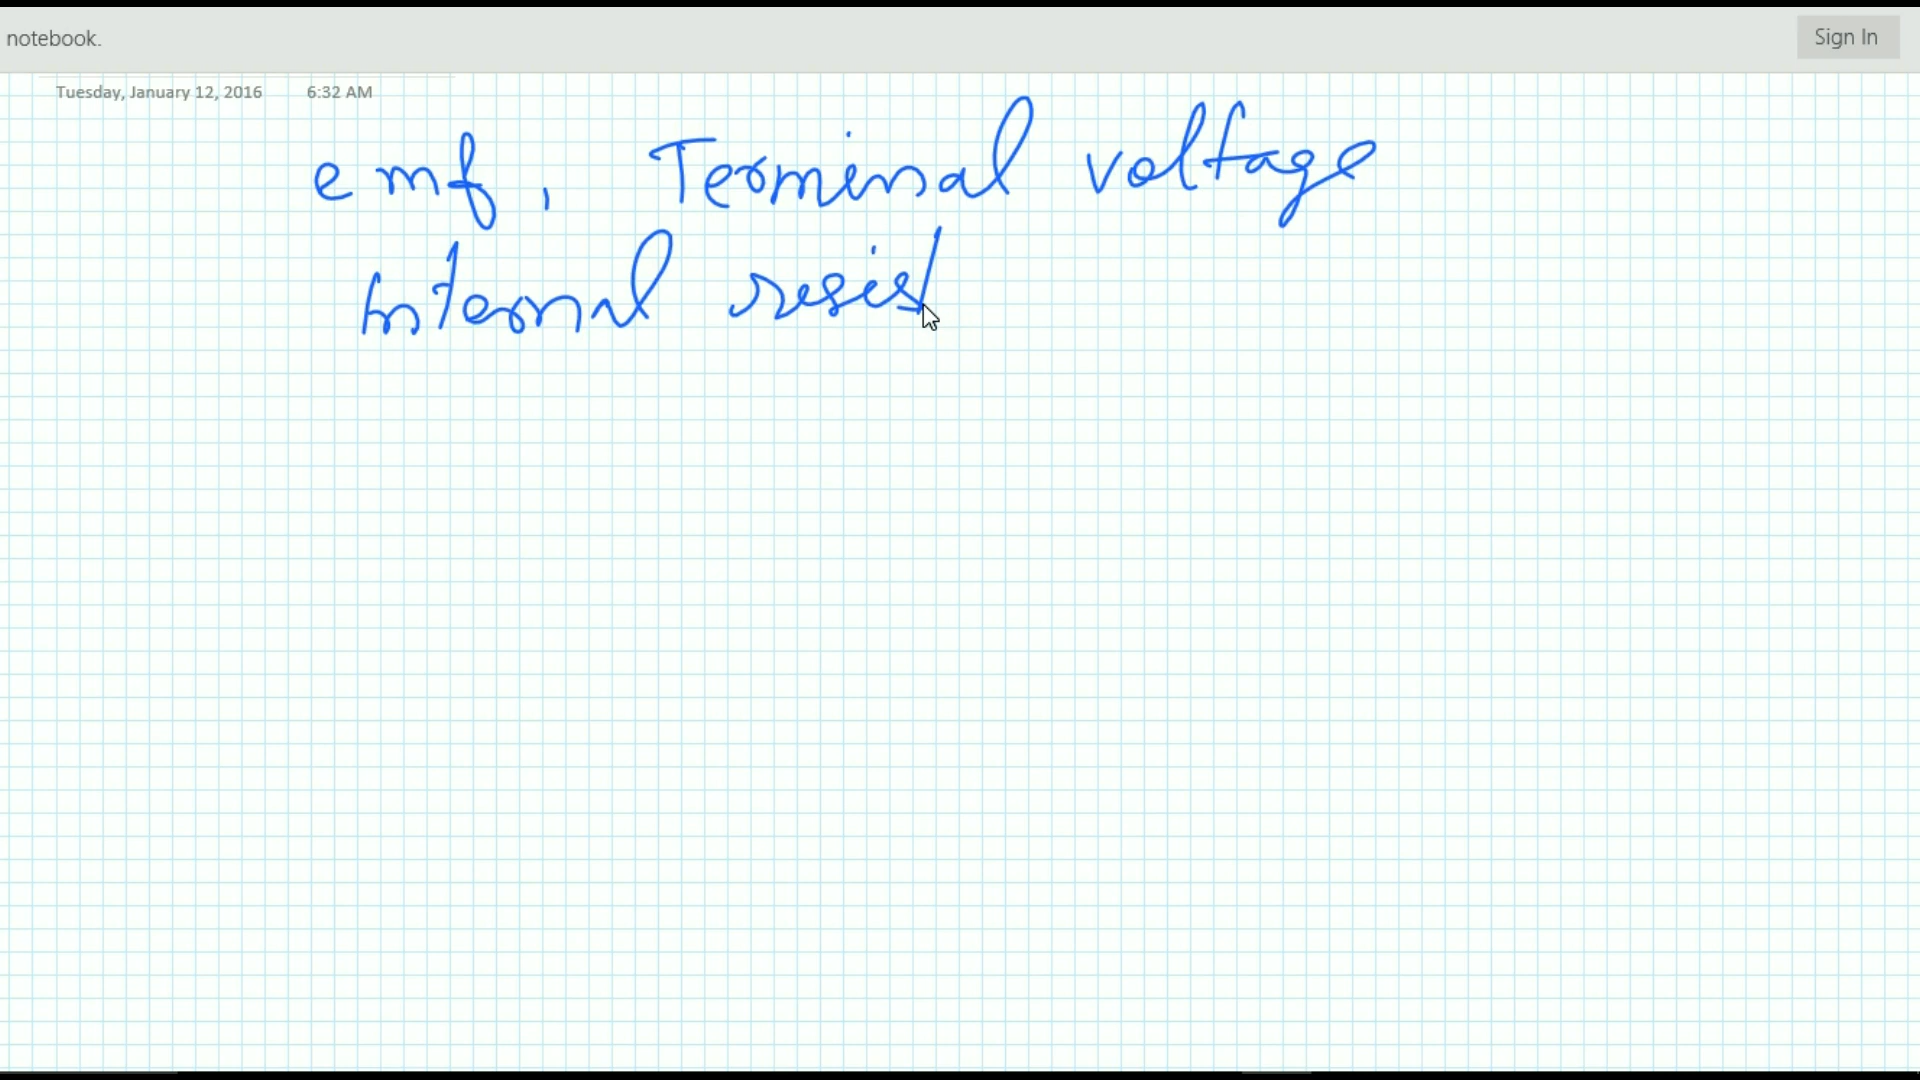 notebook.
Sign In
Tuesday, January 12, 2016 6:32 AM
emf, Terminal voltage
Internal resist